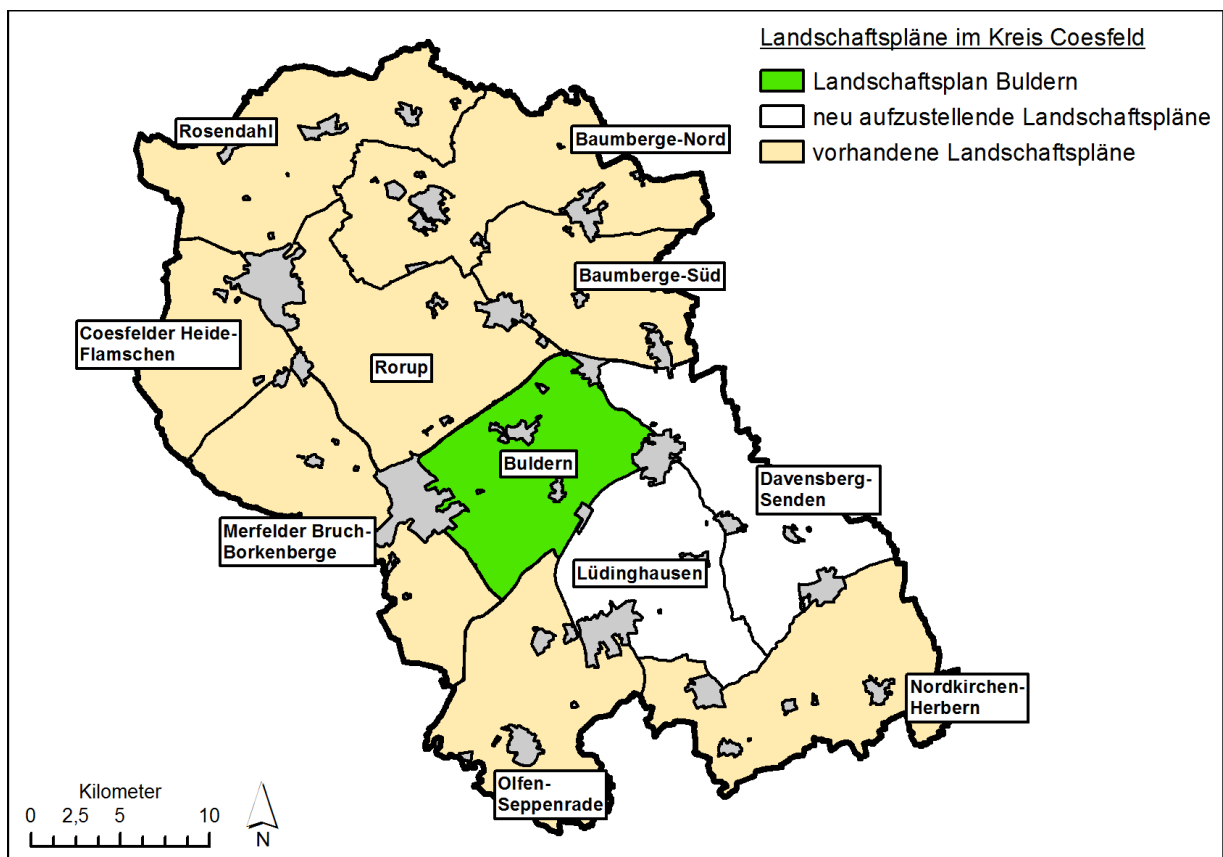 Landschaftspläne im Kreis Coesfeld
Landschaftsplan Buldern
neu aufzustellende Landschaftspläne
vorhandene Landschaftspläne
Rosendahl
Baumberge-Nord
Baumberge-Süd
Coesfelder Heide-
Flamschen
Rorup
Buldern
Davensberg-
Senden
Merfelder Bruch-
Borkenberge
Lüdinghausen
Nordkirchen-
Herbern
Olfen-
Seppenrade
Kilometer
0 2,5 5 10
N